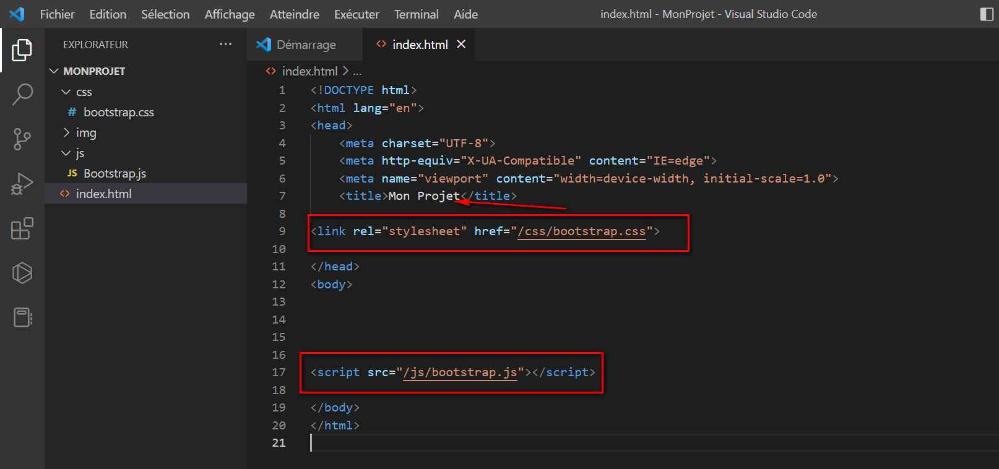 Fichier Edition Sélection Affichage Atteindre Exécuter Terminal Aide index.html - MonProjet - Visual Studio Code
EXPLORATEUR ···
MONPROJET
css
# bootstrap.css
img
js
JS Bootstrap.js
<> index.html
Démarrage <> index.html ×
<> index.html > ...
1 <!DOCTYPE html>
2 <html lang="en">
3 <head>
4 <meta charset="UTF-8">
5 <meta http-equiv="X-UA-Compatible" content="IE=edge">
6 <meta name="viewport" content="width=device-width, initial-scale=1.0">
7 <title>Mon Projet</title>
8
9 <link rel="stylesheet" href="/css/bootstrap.css">
10
11 </head>
12 <body>
13
14
15
16
17 <script src="/js/bootstrap.js"></script>
18
19 </body>
20 </html>
21